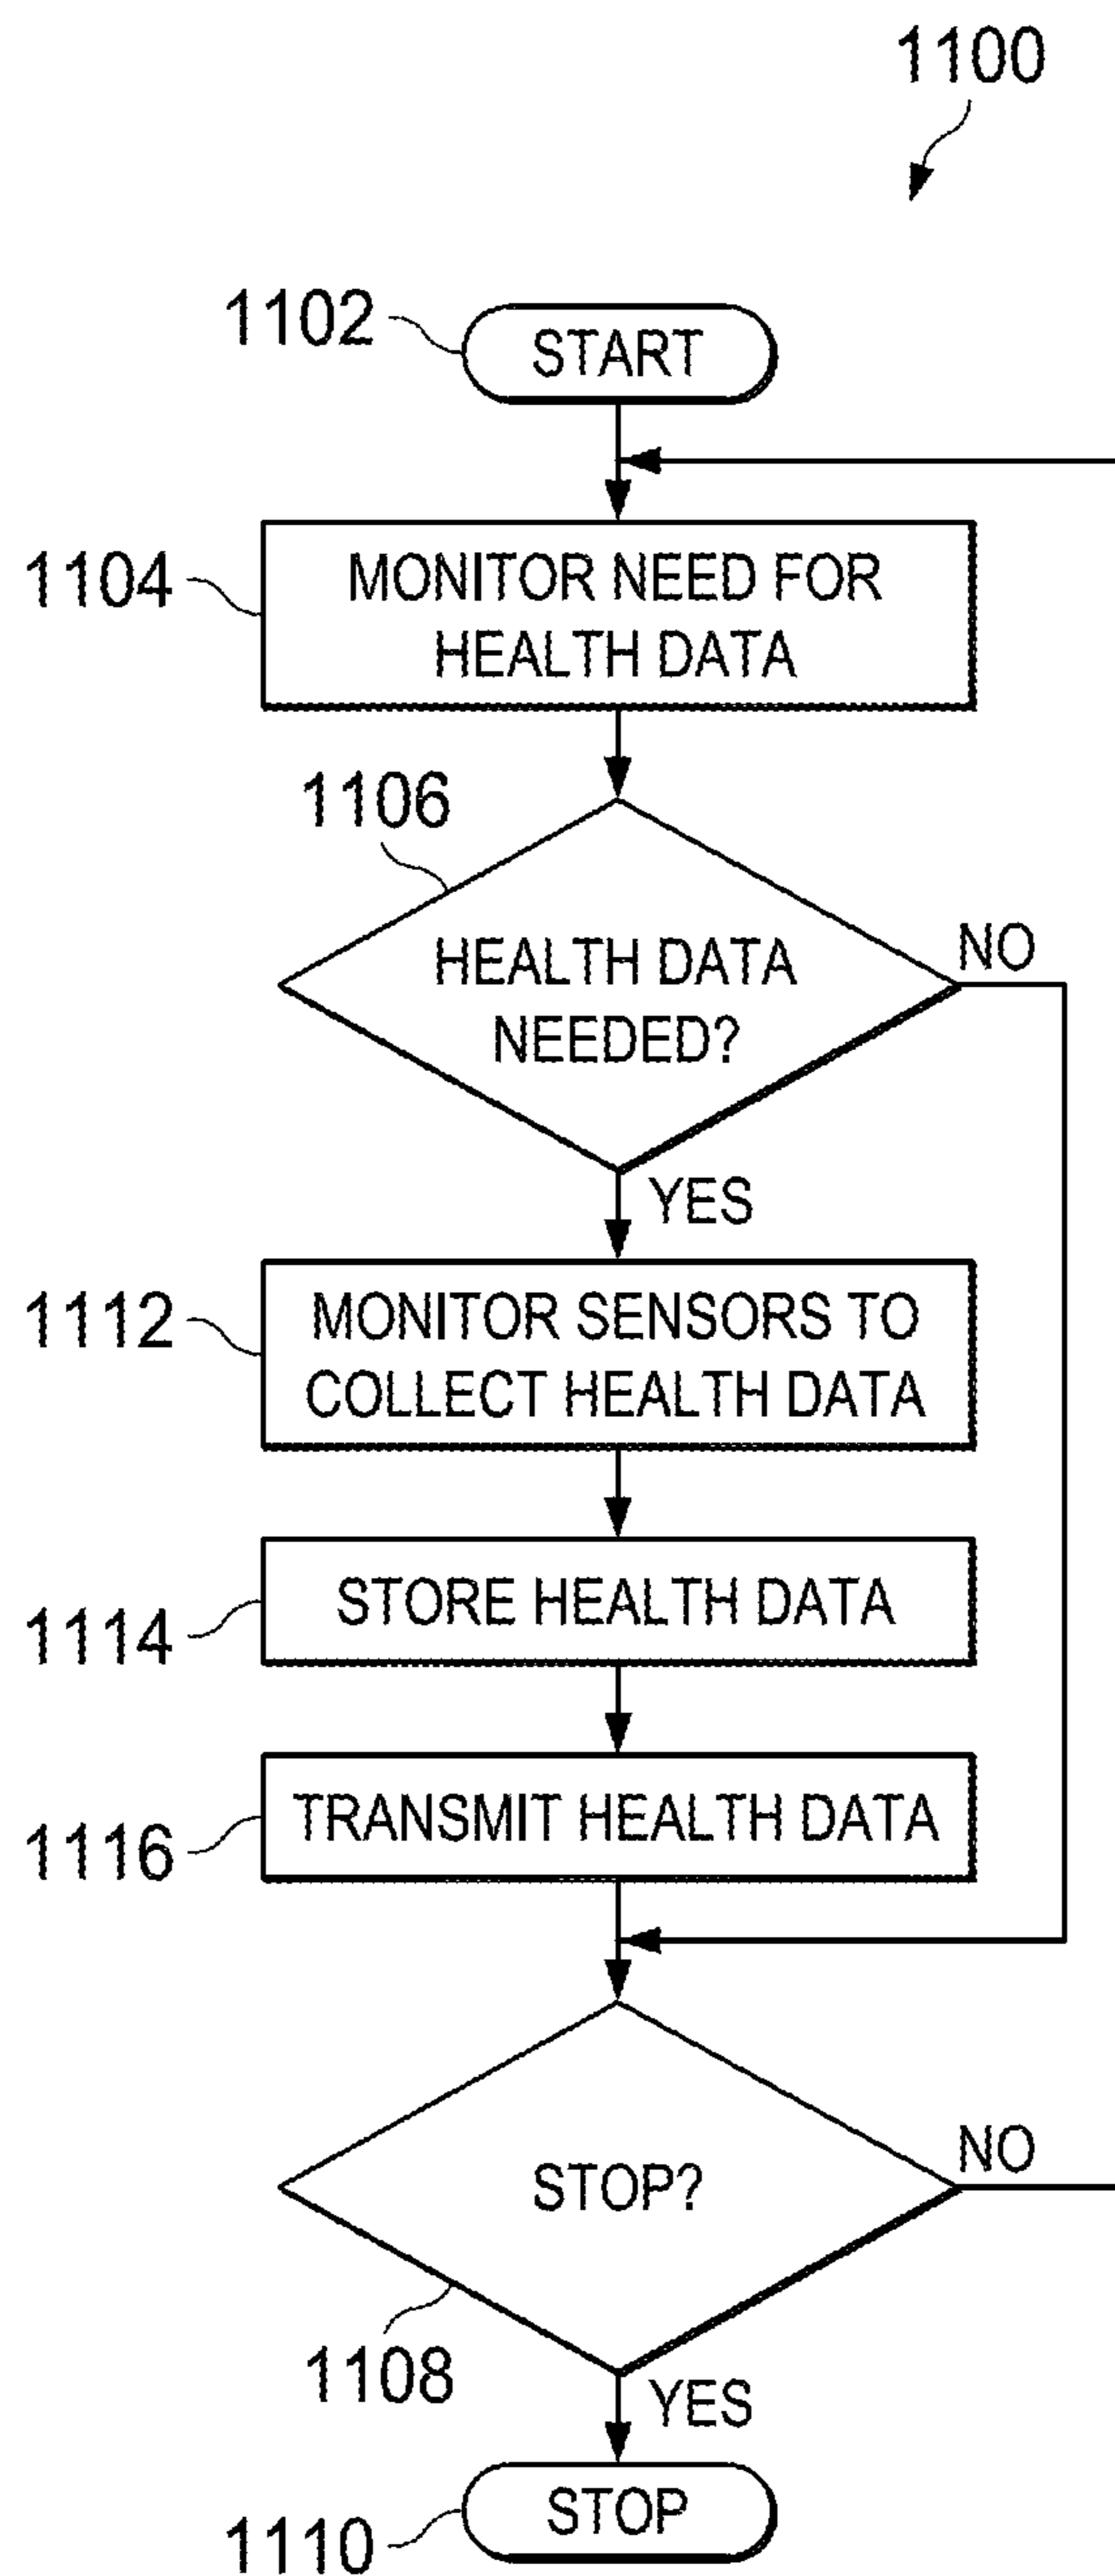 1100
1102
START
1104
MONITOR NEED FOR
HEALTH DATA
1106
HEALTH DATA
NEEDED?
NO
YES
1112
MONITOR SENSORS TO
COLLECT HEALTH DATA
1114
STORE HEALTH DATA
1116
TRANSMIT HEALTH DATA
STOP?
NO
1108
YES
STOP
1110